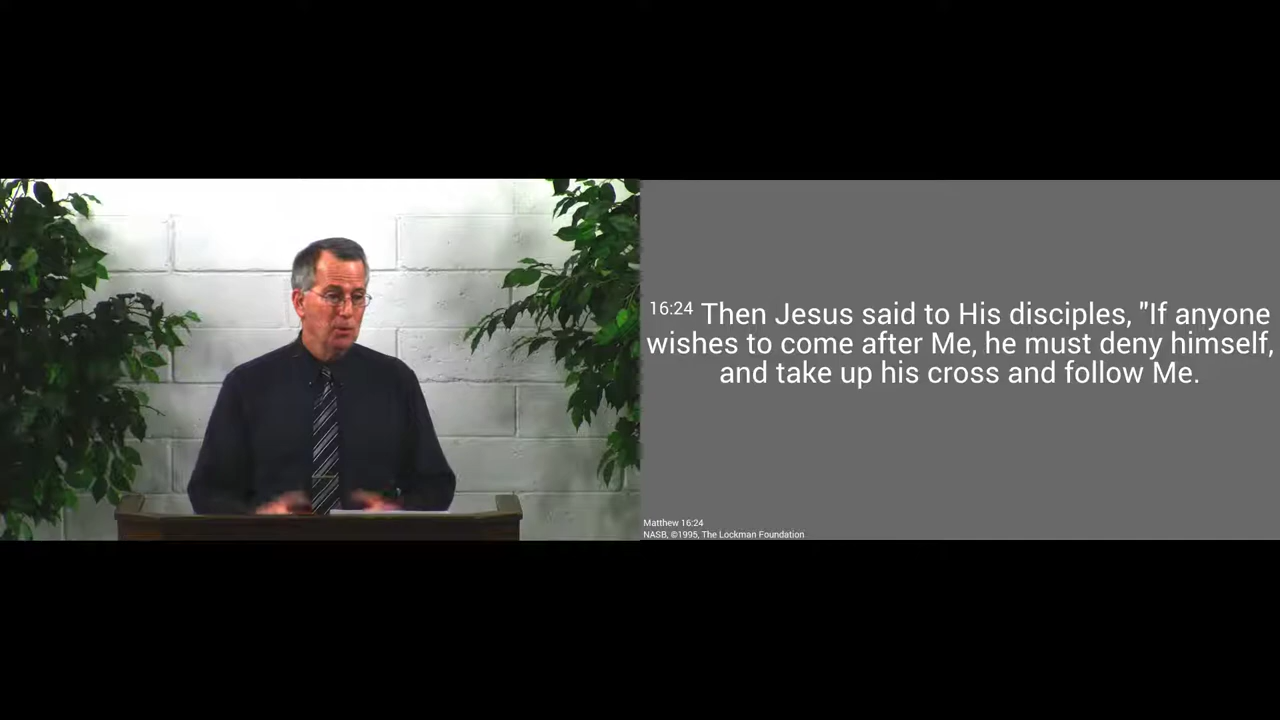 16:24 Then Jesus said to His disciples, "If anyone
wishes to come after Me, he must deny himself,
and take up his cross and follow Me.
Matthew 16:24
NASB, ©1995, The Lockman Foundation